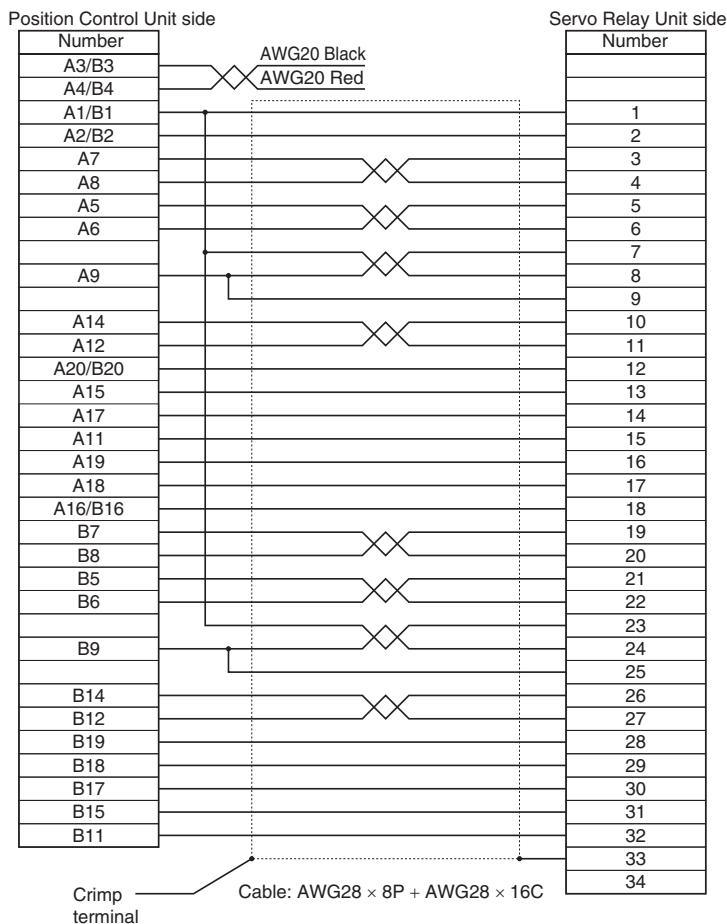 Position Control Unit side Servo Relay Unit side
Number Number
A3/B3 AWG20 Black
A4/B4 AWG20 Red
A1/B1 1
A2/B2 2
A7 3
A8 4
A5 5
A6 6
7
A9 8
9
A14 10
A12 11
A20/B20 12
A15 13
A17 14
A11 15
A19 16
A18 17
A16/B16 18
B7 19
B8 20
B5 21
B6 22
23
B9 24
25
B14 26
B12 27
B19 28
B18 29
B17 30
B15 31
B11 32
33
34
Crimp terminal
Cable: AWG28 × 8P + AWG28 × 16C